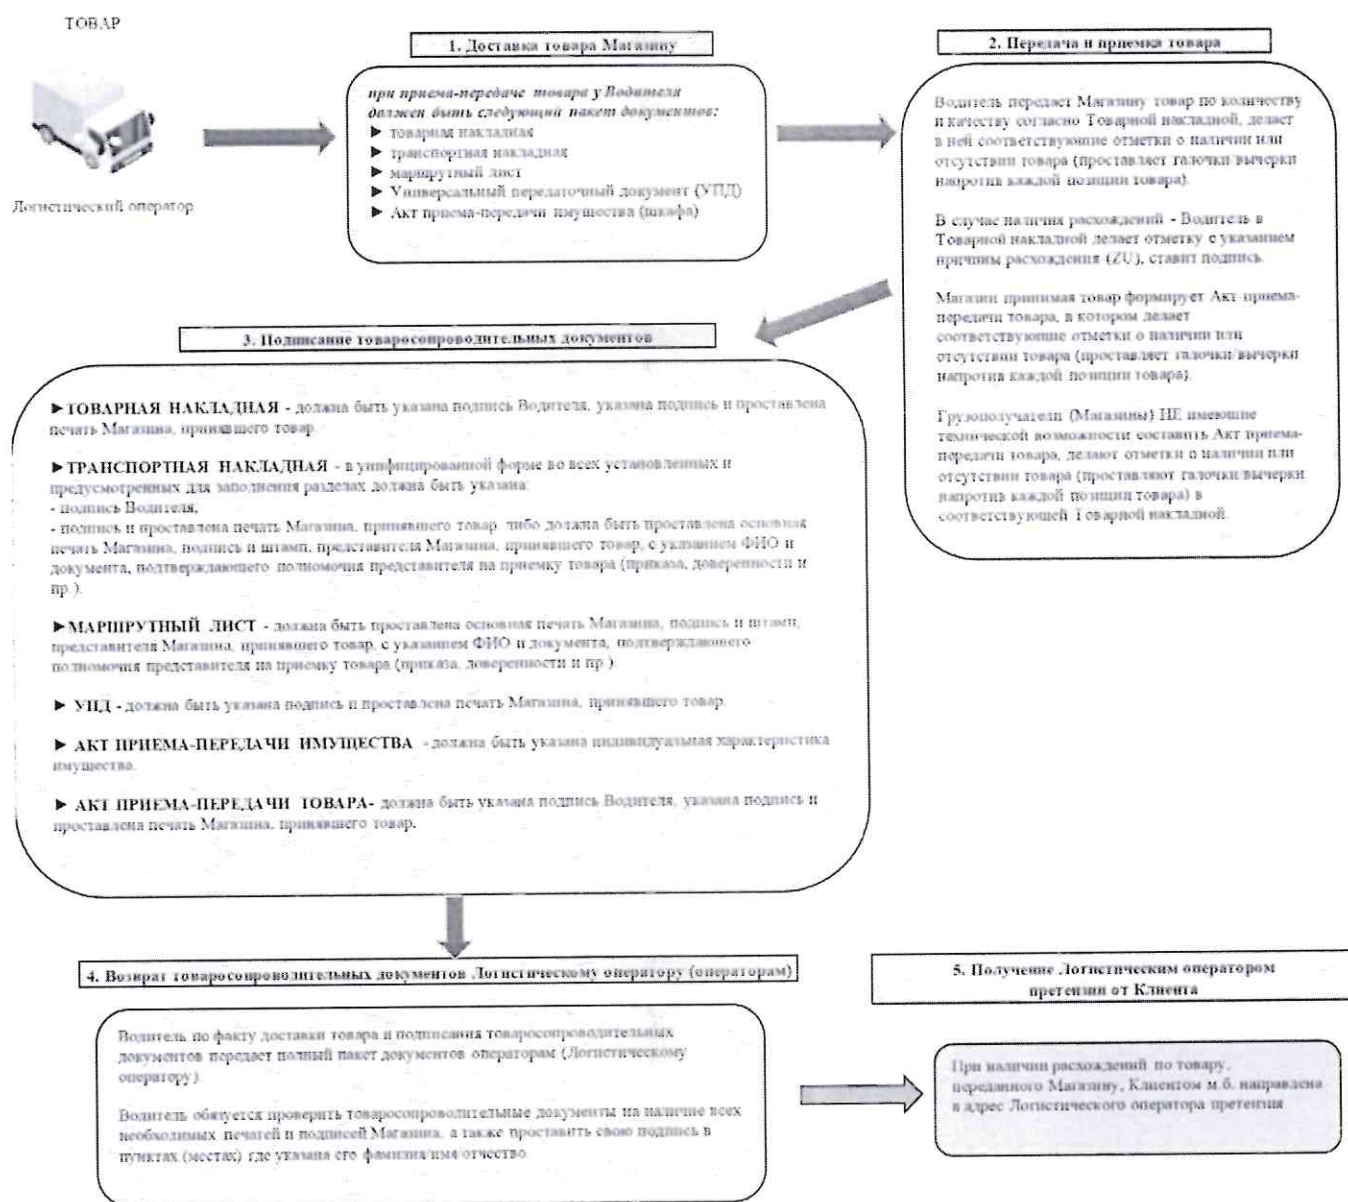 ТОВАР
Логистический оператор
1. Доставка товара Магазину
при приема-передаче товара у Водителя
должен быть следующий пакет документов:
► товарная накладная
► транспортная накладная
► маршрутный лист
► Универсальный передаточный документ (УПД)
► Акт приема-передачи имущества (шкафа)
2. Передача и приемка товара
Водитель передает Магазину товар по количеству
и качеству согласно Товарной накладной, делает
в ней соответствующие отметки о наличии или
отсутствии товара (проставляет галочки/вычерки
напротив каждой позиции товара).
В случае наличия расхождений - Водитель в
Товарной накладной делает отметку с указанием
причины расхождения (ZU), ставит подпись.
Магазин принимая товар формирует Акт приема-
передачи товара, в котором делает
соответствующие отметки о наличии или
отсутствии товара (проставляет галочки/вычерки
напротив каждой позиции товара).
Грузополучатели (Магазины) НЕ имеющие
технической возможности составить Акт приема-
передачи товара, делают отметки о наличии или
отсутствии товара (проставляют галочки/вычерки
напротив каждой позиции товара) в
соответствующей Товарной накладной.
3. Подписание товаросопроводительных документов
►ТОВАРНАЯ НАКЛАДНАЯ - должна быть указана подпись Водителя, указана подпись и проставлена
печать Магазина, принявшего товар.
►ТРАНСПОРТНАЯ НАКЛАДНАЯ - в унифицированной форме во всех установленных и
предусмотренных для заполнения разделах должна быть указана:
- подпись Водителя;
- подпись и проставлена печать Магазина, принявшего товар, либо должна быть проставлена основная
печать Магазина, подпись и штамп, представителя Магазина, принявшего товар, с указанием ФИО и
документа, подтверждающего полномочия представителя на приемку товара (приказа, доверенности и
пр.).
►МАРШРУТНЫЙ ЛИСТ - должна быть проставлена основная печать Магазина, подпись и штамп,
представителя Магазина, принявшего товар, с указанием ФИО и документа, подтверждающего
полномочия представителя на приемку товара (приказа, доверенности и пр.)
► УПД - должна быть указана подпись и проставлена печать Магазина, принявшего товар.
► АКТ ПРИЕМА-ПЕРЕДАЧИ ИМУЩЕСТВА - должна быть указана индивидуальная характеристика
имущества.
► АКТ ПРИЕМА-ПЕРЕДАЧИ ТОВАРА- должна быть указана подпись Водителя, указана подпись и
проставлена печать Магазина, принявшего товар.
4. Возврат товаросопроводительных документов Логистическому оператору (операторам)
Водитель по факту доставки товара и подписания товаросопроводительных
документов передает полный пакет документов операторам (Логистическому
оператору)
Водитель обязуется проверить товаросопроводительные документы на наличие всех
необходимых печатей и подписей Магазина, а также проставить свою подпись в
пунктах (местах) где указана его фамилия/имя отчество.
5. Получение Логистическим оператором
претензии от Клиента
При наличии расхождений по товару,
переданного Магазину, Клиентом м.б. направлена
в адрес Логистического оператора претензия